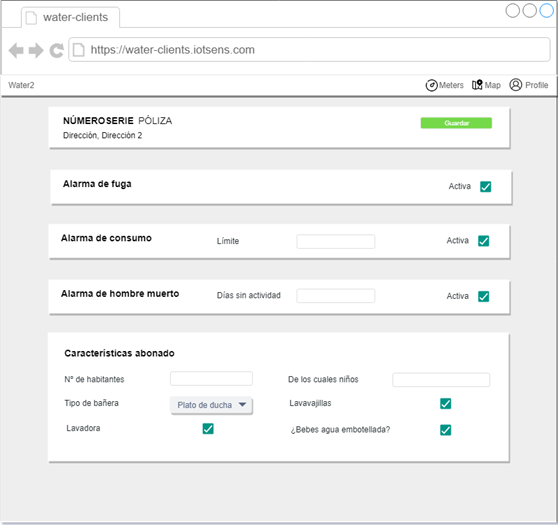 water-clients
https://water-clients.iotsens.com
Water2
Meters
Map
Profile
NÚMEROSERIE PÓLIZA
Guardar
Dirección, Dirección 2
Alarma de fuga
Activa
Alarma de consumo
Límite
Activa
Alarma de hombre muerto
Días sin actividad
Activa
Características abonado
Nº de habitantes
De los cuales niños
Tipo de bañera
Plato de ducha
Lavavajillas
Lavadora
¿Bebes agua embotellada?